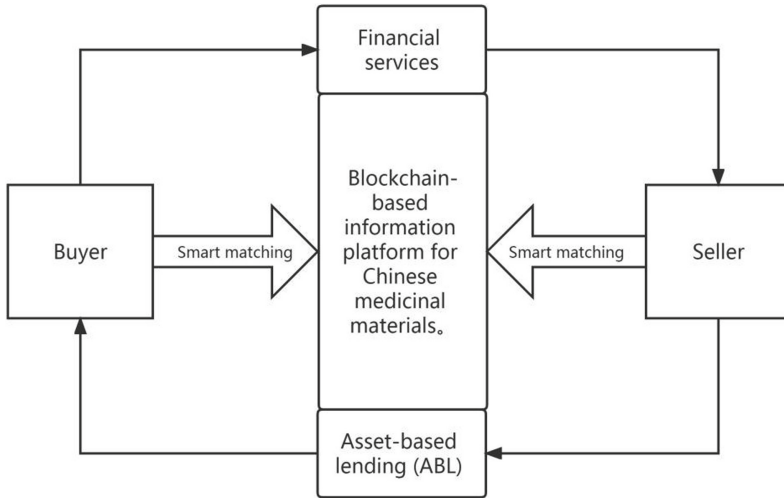 Financial
services
Blockchain-
based
information
platform for
Chinese
medicinal
materials。
Buyer
Smart matching
Smart matching
Seller
Asset-based
lending (ABL)